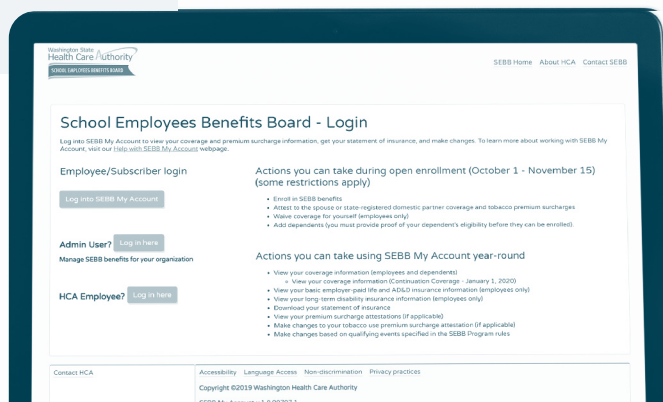 Washington State
Health Care Authority
SCHOOL EMPLOYEES BENEFITS BOARD
SEBB Home About HCA Contact SEBB
School Employees Benefits Board - Login
Log into SEBB My Account to view your coverage and premium surcharge information, get your statement of insurance, and make changes. To learn more about working with SEBB My
Account, visit our Help with SEBB My Account webpage.
Employee/Subscriber login
Log into SEBB My Account
Admin User? Log in here
Manage SEBB benefits for your organization
HCA Employee? Log in here
Actions you can take during open enrollment (October 1 - November 15)
(some restrictions apply)
• Enroll in SEBB benefits
• Attest to the spouse or state-registered domestic partner coverage and tobacco premium surcharges
• Waive coverage for yourself (employees only)
• Add dependents (you must provide proof of your dependent's eligibility before they can be enrolled)
Actions you can take using SEBB My Account year-round
• View your coverage information (employees and dependents)
View your coverage information (Continuation Coverage - January 1, 2020)
• View your basic employer-paid life and AD&D insurance information (employees only)
• View your long-term disability insurance information (employees only)
• Download your statement of insurance
• View your premium surcharge attestation (if applicable)
• Make changes to your tobacco use premium surcharge attestation (if applicable)
• Make changes based on qualifying events specified in the SEBB Program rules
Contact HCA
Accessibility Language Access Non-discrimination Privacy practices
Copyright ©2019 Washington Health Care Authority